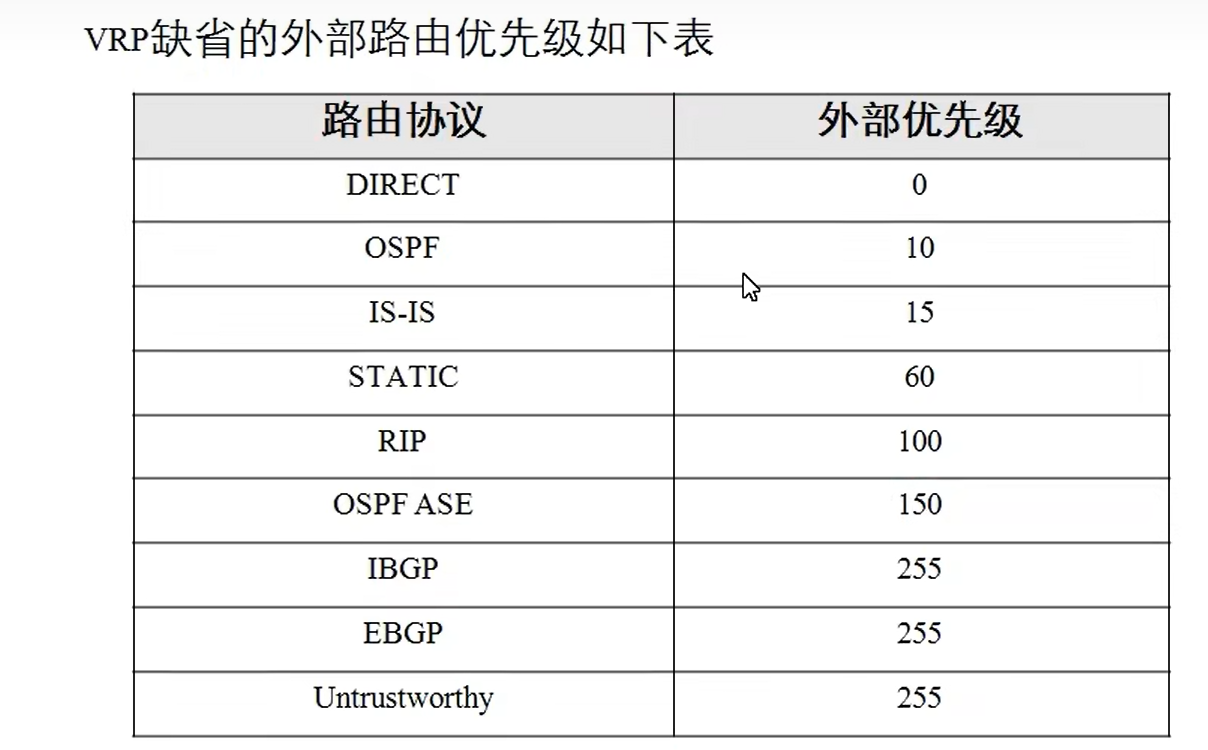 VRP缺省的外部路由优先级如下表
路由协议 外部优先级
DIRECT 0
OSPF 10
IS-IS 15
STATIC 60
RIP 100
OSPF ASE 150
IBGP 255
EBGP 255
Untrustworthy 255